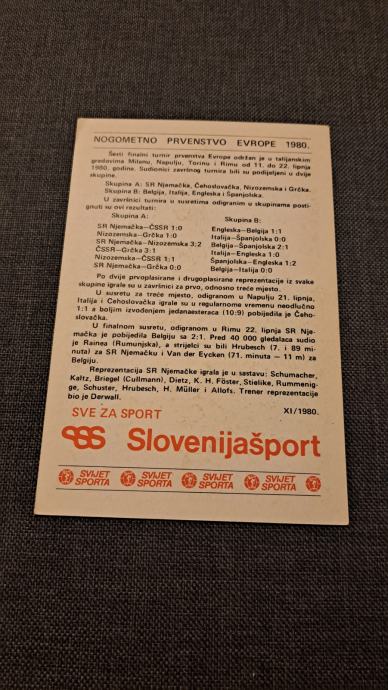 NOGOMETNO PRVENSTVO EVROPE 1980.
Šesti finalni turnir prvenstva Evrope održan je u talijanskim
gradovima Milanu, Napulju, Torinu i Rimu od 11. do 22. lipnja
1980. godine. Sudionici završnog turnira bili su podijeljeni u dvije
skupine.
Skupina A: SR Njemačka, Čehoslovačka, Nizozemska i Grčka.
Skupina B: Belgija, Italija, Engleska i Španjolska.
U završnici turnira u susretima odigranim u skupinama posti-
gnuti su ovi rezultati:
Skupina A:
SR Njemačka—ČSSR 1:0
Nizozemska—Grčka 1:0
SR Njemačka—Nizozemska 3:2
ČSSR—Grčka 3:1
Nizozemska—ČSSR 1:1
SR Njemačka—Grčka 0:0
Skupina B:
Engleska—Belgija 1:1
Italija—Španjolska 0:0
Belgija—Španjolska 2:1
Italija—Engleska 1:0
Španjolska—Engleska 1:2
Belgija—Italija 0:0
Po dvije prvoplasirane i drugoplasirane reprezentacije iz svake
skupine igrale su u završnici za prvo, odnosno treće mjesto.
U susretu za treće mjesto, odigranom u Napulju 21. lipnja,
Italija i Čehoslovačka igrale su u regularnome vremenu neodlučno
1:1 a boljim izvođenjem jedanaesteraca (10:9) pobijedila je Čeho-
slovačka.
U finalnom susretu, odigranom u Rimu 22. lipnja SR Nje-
mačka je pobijedila Belgiju sa 2:1. Pred 40 000 gledalaca sudio
je Rainea (Rumunjska), a strijelci su bili Hrubesch (7. i 89 mi-
nuta) za SR Njemačku i Van der Eycken (71. minuta — 11 m) za
Belgiju.
Reprezentacija SR Njemačke igrala je u sastavu: Schumacher,
Kaltz, Briegel (Cullmann), Dietz, K. H. Föster, Stielike, Rummenig-
ge, Schuster, Hrubesch, H. Müller i Allofs. Trener reprezentacije
bio je Derwall.
SVE ZA SPORT
XI/1980.
Slovenijašport
SVIJET SPORTA SVIJET SPORTA SVIJET SPORTA SVIJET SPORTA